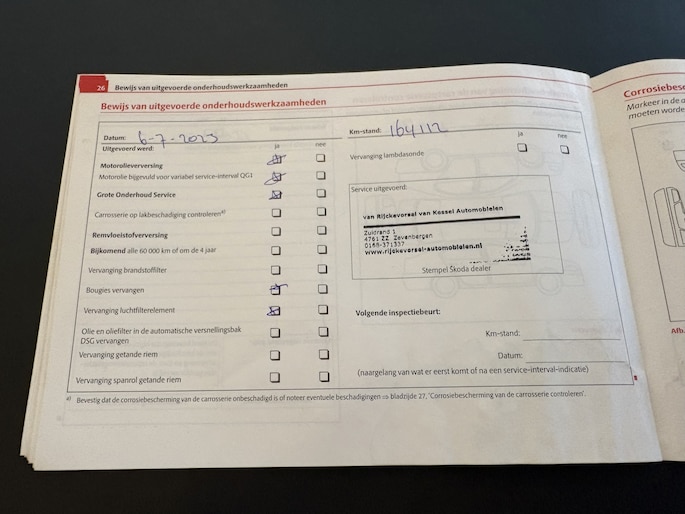 26 Bewijs van uitgevoerde onderhoudswerkzaamheden
Bewijs van uitgevoerde onderhoudswerkzaamheden
Datum: 6-7-2023
Km-stand: 164112
Uitgevoerd werd: ja nee
ja nee
Motorolieverversing
Vervanging lambdasonde
Motorolie bijgevuld voor variabel service-interval QG1
Grote Onderhoud Service
Carrosserie op lakbeschadiging controleren a)
Remvloeistofverversing
Bijkomend alle 60 000 km of om de 4 jaar
Vervanging brandstoffilter
Bougies vervangen
Vervanging luchtfilterelement
Olie en oliefilter in de automatische versnellingsbak
DSG vervangen
Vervanging getande riem
Vervanging spanrol getande riem
Service uitgevoerd:
van Rijckevorsel van Kessel Automobielen
Zuidrand 1
4761 ZZ Zevenbergen
0168-371337
www.rijckevorsel-automobielen.nl
Stempel Škoda dealer
Volgende inspectiebeurt:
Km-stand:
Datum:
(naargelang van wat er eerst komt of na een service-interval-indicatie)
a) Bevestig dat de corrosiebescherming van de carrosserie onbeschadigd is of noteer eventuele beschadigingen ⇒ bladzijde 27, 'Corrosiebescherming van de carrosserie controleren'.
Markeer in de
moeten worde
Afb.